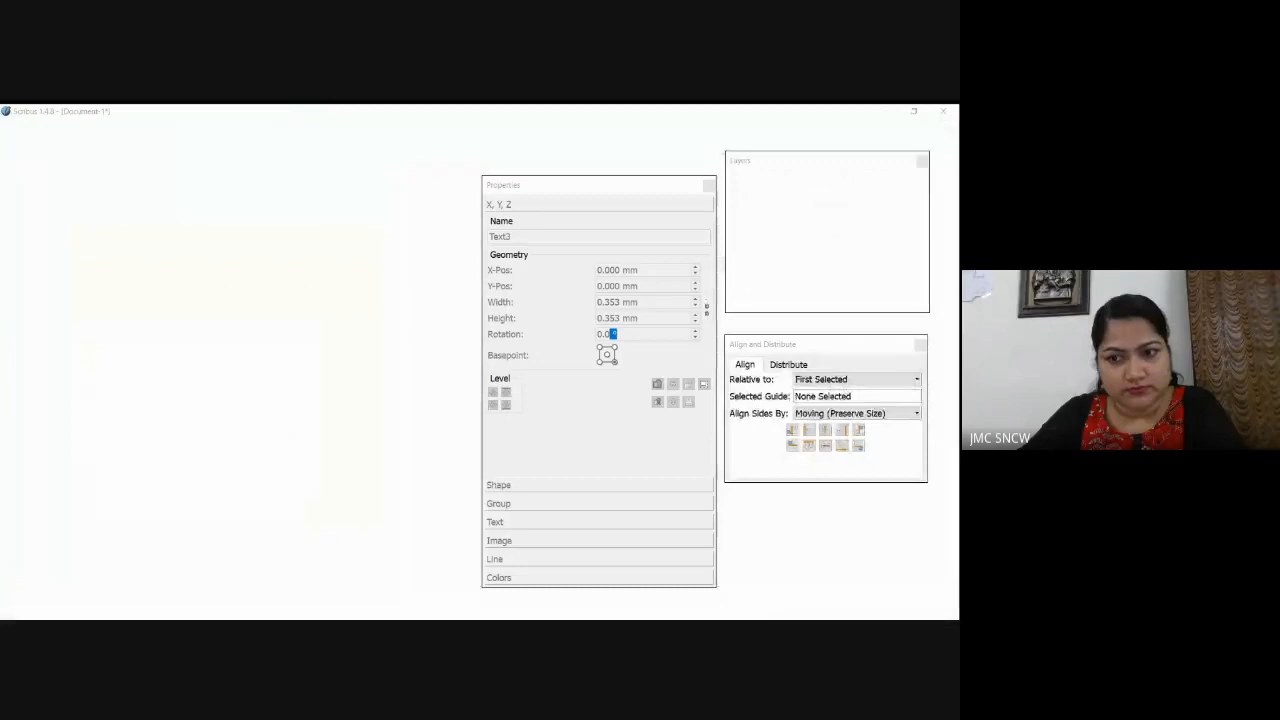 Scribus 1.4.8 - [Document-1*]
Properties
X, Y, Z
Name
Text3
Geometry
X-Pos: 0.000 mm
Y-Pos: 0.000 mm
Width: 0.353 mm
Height: 0.353 mm
Rotation: 0.0 °
Basepoint:
Level
Shape
Group
Text
Image
Line
Colors
Layers
Align and Distribute
Align Distribute
Relative to: First Selected
Selected Guide: None Selected
Align Sides By: Moving (Preserve Size)
JMC SNCW